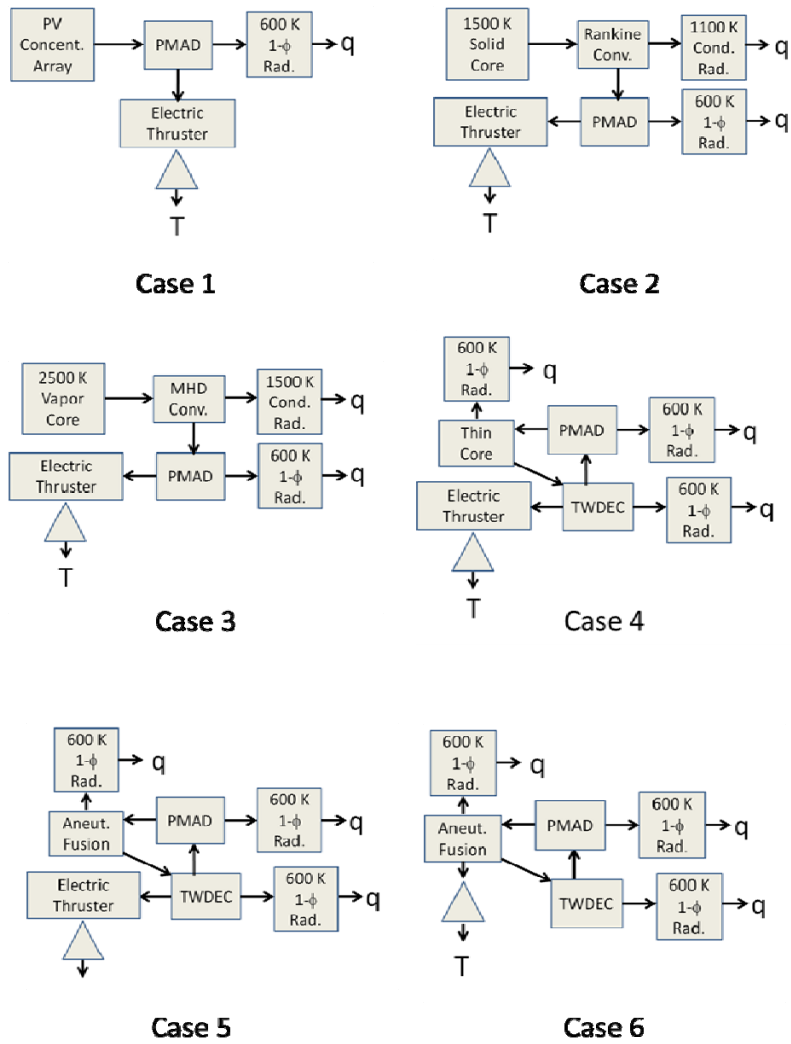 PV
Concent.
Array
PMAD
600 K
1-ϕ
Rad.
q
Electric
Thruster
T
Case 1
1500 K
Solid
Core
Rankine
Conv.
1100 K
Cond.
Rad.
q
Electric
Thruster
PMAD
600 K
1-ϕ
Rad.
q
T
Case 2
2500 K
Vapor
Core
MHD
Conv.
1500 K
Cond.
Rad.
q
Electric
Thruster
PMAD
600 K
1-ϕ
Rad.
q
T
Case 3
600 K
1-ϕ
Rad.
q
Thin
Core
PMAD
600 K
1-ϕ
Rad.
q
Electric
Thruster
TWDEC
600 K
1-ϕ
Rad.
q
T
Case 4
600 K
1-ϕ
Rad.
q
Aneut.
Fusion
PMAD
600 K
1-ϕ
Rad.
q
Electric
Thruster
TWDEC
600 K
1-ϕ
Rad.
q
Case 5
600 K
1-ϕ
Rad.
q
Aneut.
Fusion
PMAD
600 K
1-ϕ
Rad.
q
TWDEC
600 K
1-ϕ
Rad.
q
T
Case 6